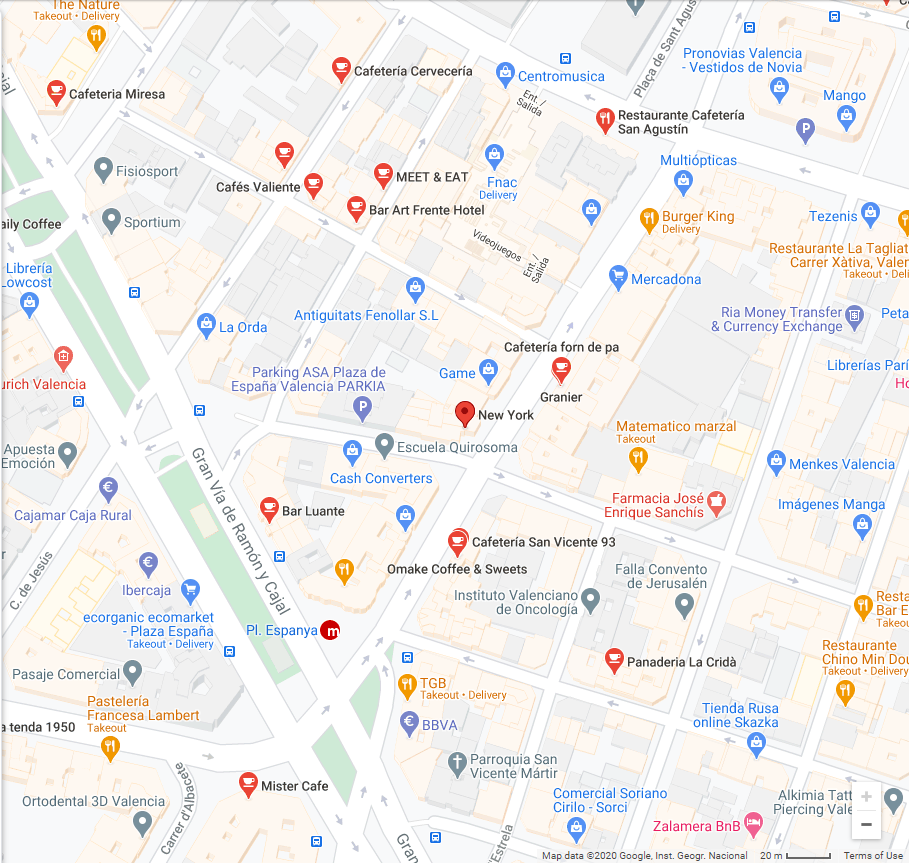 The Nature
Takeout • Delivery
Cafeteria Miresa
Cafetería Cervecería
Centromusica
Ent. /
Salida
Plaça de Sant Agustí
Pronovias Valencia
- Vestidos de Novia
Mango
P
Restaurante Cafetería
San Agustín
Fisiosport
Cafés Valiente
MEET & EAT
Fnac
Delivery
Multiópticas
Sportium
Bar Art Frente Hotel
Burger King
Delivery
Tezenis
aily Coffee
Videojuegos
Ent. /
Salida
Restaurante La Tagliat
Carrer Xàtiva, Valen
Takeout • Deli
Librería
Lowcost
Mercadona
Antiguitats Fenollar S.L
La Orda
Ria Money Transfer
& Currency Exchange
Peta
Cafetería forn de pa
Parking ASA Plaza de
España Valencia PARKIA
P
Game
Granier
Librerías Parí
urich Valencia
New York
Matematico marzal
Takeout
Escuela Quirosoma
Apuesta
Emoción
Cash Converters
Menkes Valencia
Gran Vía de Ramón y Cajal
Cajamar Caja Rural
Bar Luante
Farmacia José
Enrique Sanchís
Imágenes Manga
Cafetería San Vicente 93
Omake Coffee & Sweets
C. de Jesús
Ibercaja
Falla Convento
de Jerusalén
Instituto Valenciano
de Oncología
ecorganic ecomarket
- Plaza España
Takeout • Delivery
Pl. Espanya
m
Resta
Bar E
Takeou
Restaurante
Chino Min Dou
Takeout • Delivery
Pasaje Comercial
Panaderia La Cridà
TGB
Takeout • Delivery
Pastelería
Francesa Lambert
Takeout
a tenda 1950
BBVA
Tienda Rusa
online Skazka
Parroquia San
Vicente Mártir
Carrer d'Albacete
Mister Cafe
Ortodental 3D Valencia
Comercial Soriano
Cirilo - Sorci
Alkimia Tatt
Piercing Vale
Zalamera BnB
Gran
Estrela
Map data ©2020 Google, Inst. Geogr. Nacional
20 m
Terms of Use